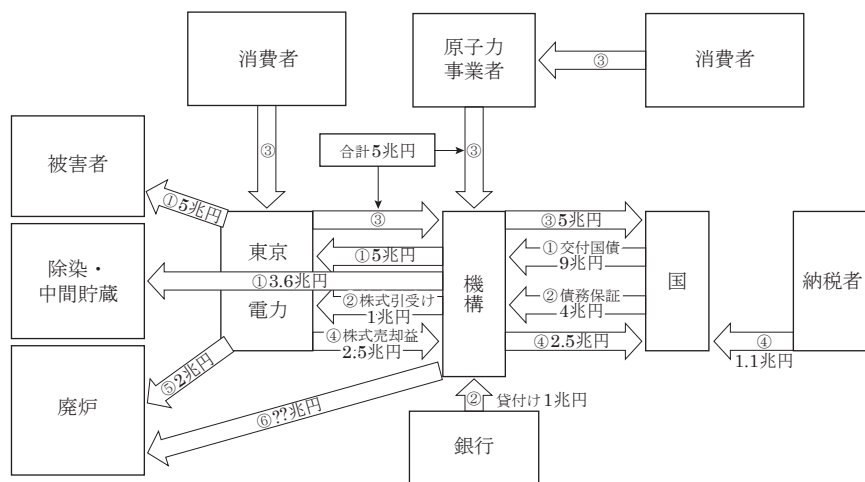 消費者
原子力
事業者
③
消費者
③
合計5兆円
③
被害者
①5兆円
③
③5兆円
東京
電力
①5兆円
機構
①交付国債
9兆円
国
納税者
除染・
中間貯蔵
①3.6兆円
②株式引受け
1兆円
②債務保証
4兆円
④株式売却益
2.5兆円
④2.5兆円
④
1.1兆円
⑤2兆円
廃炉
⑥??兆円
②
貸付け1兆円
銀行